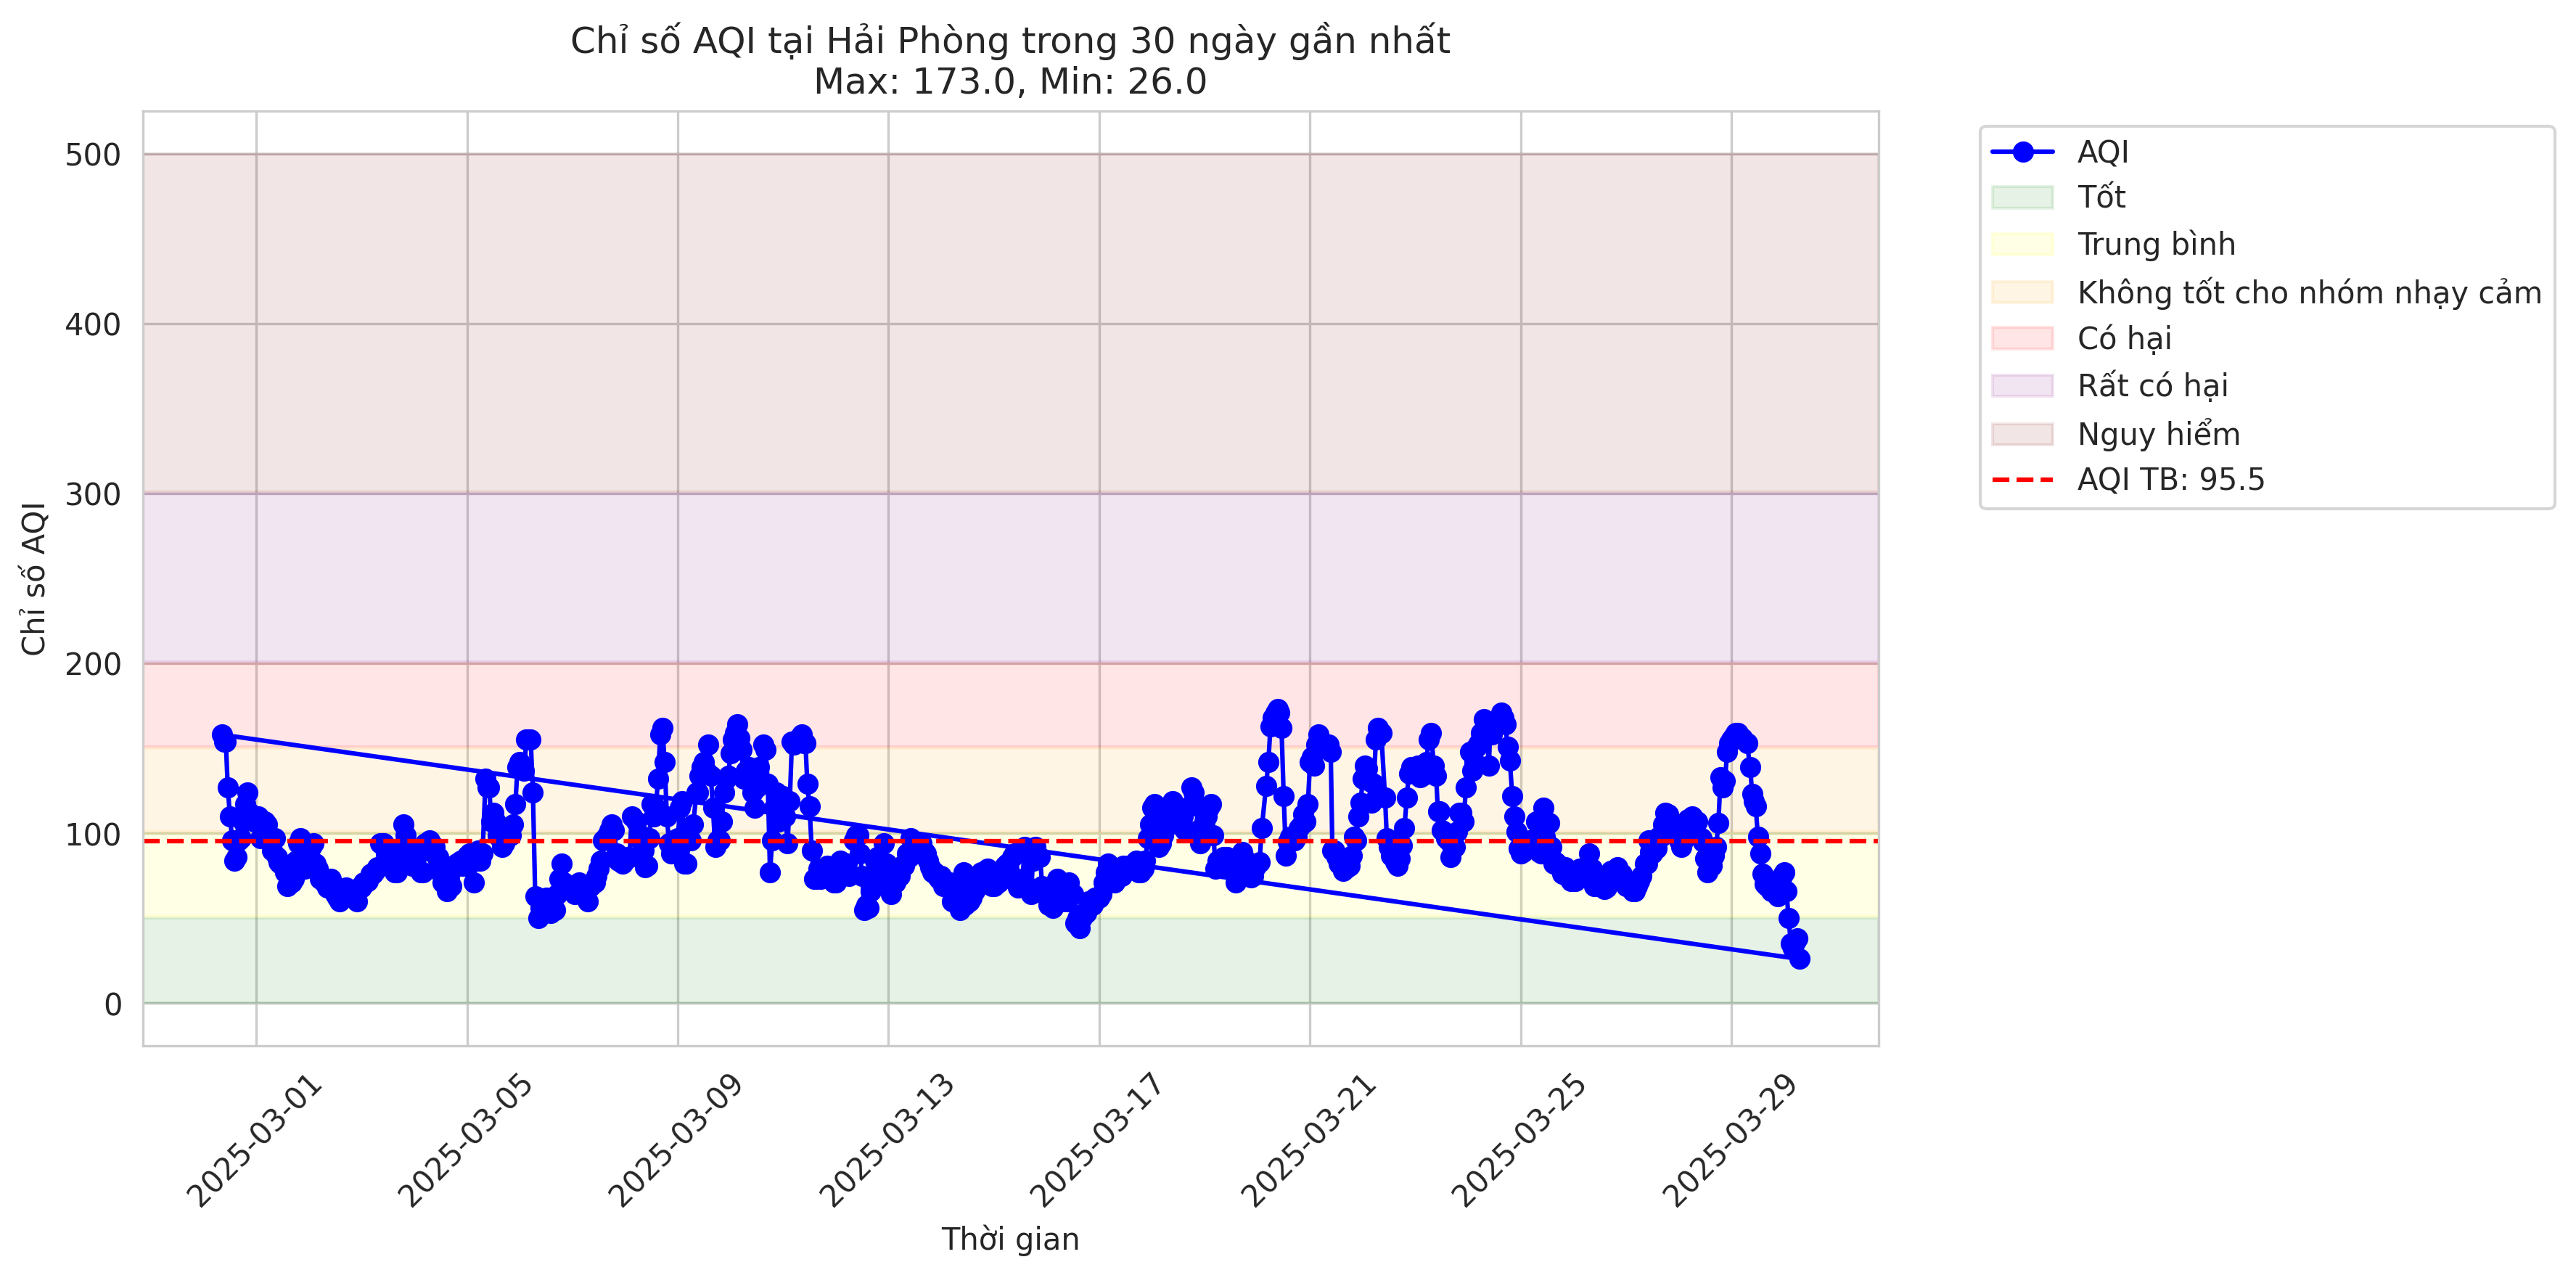 Chỉ số AQI tại Hải Phòng trong 30 ngày gần nhất
Max: 173.0, Min: 26.0
Chỉ số AQI
500
400
300
200
100
0
2025-03-01
2025-03-05
2025-03-09
2025-03-13
2025-03-17
2025-03-21
2025-03-25
2025-03-29
Thời gian
AQI
Tốt
Trung bình
Không tốt cho nhóm nhạy cảm
Có hại
Rất có hại
Nguy hiểm
AQI TB: 95.5